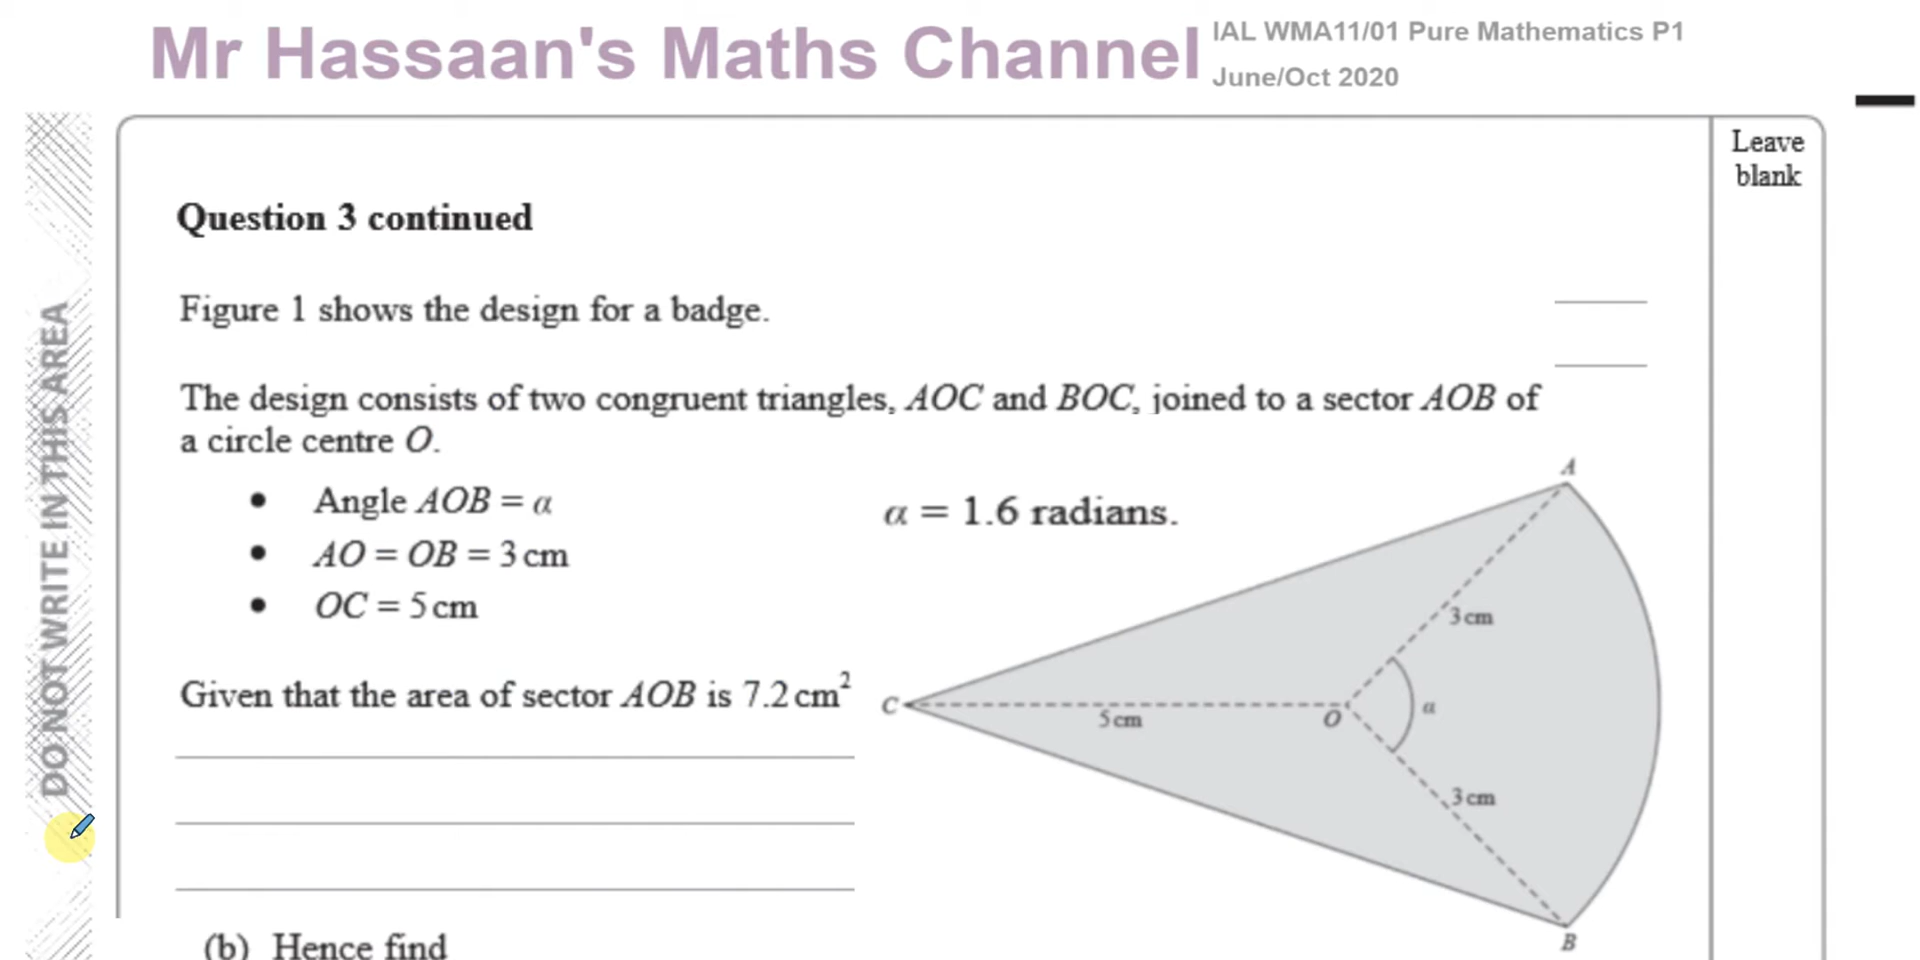 Mr Hassaan's Maths Channel
IAL WMA11/01 Pure Mathematics P1
June/Oct 2020
Leave
blank
DO NOT WRITE IN THIS AREA
Question 3 continued
Figure 1 shows the design for a badge.
The design consists of two congruent triangles, AOC and BOC, joined to a sector AOB of
a circle centre O.
• Angle AOB = α
α = 1.6 radians.
• AO = OB = 3 cm
• OC = 5 cm
Given that the area of sector AOB is 7.2 cm²
A
3 cm
C
5 cm
O
α
3 cm
B
(b) Hence find